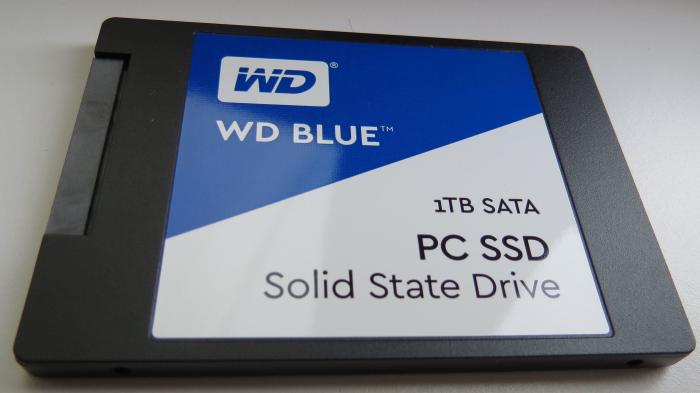 WD®
WD BLUE™
1TB SATA
PC SSD
Solid State Drive